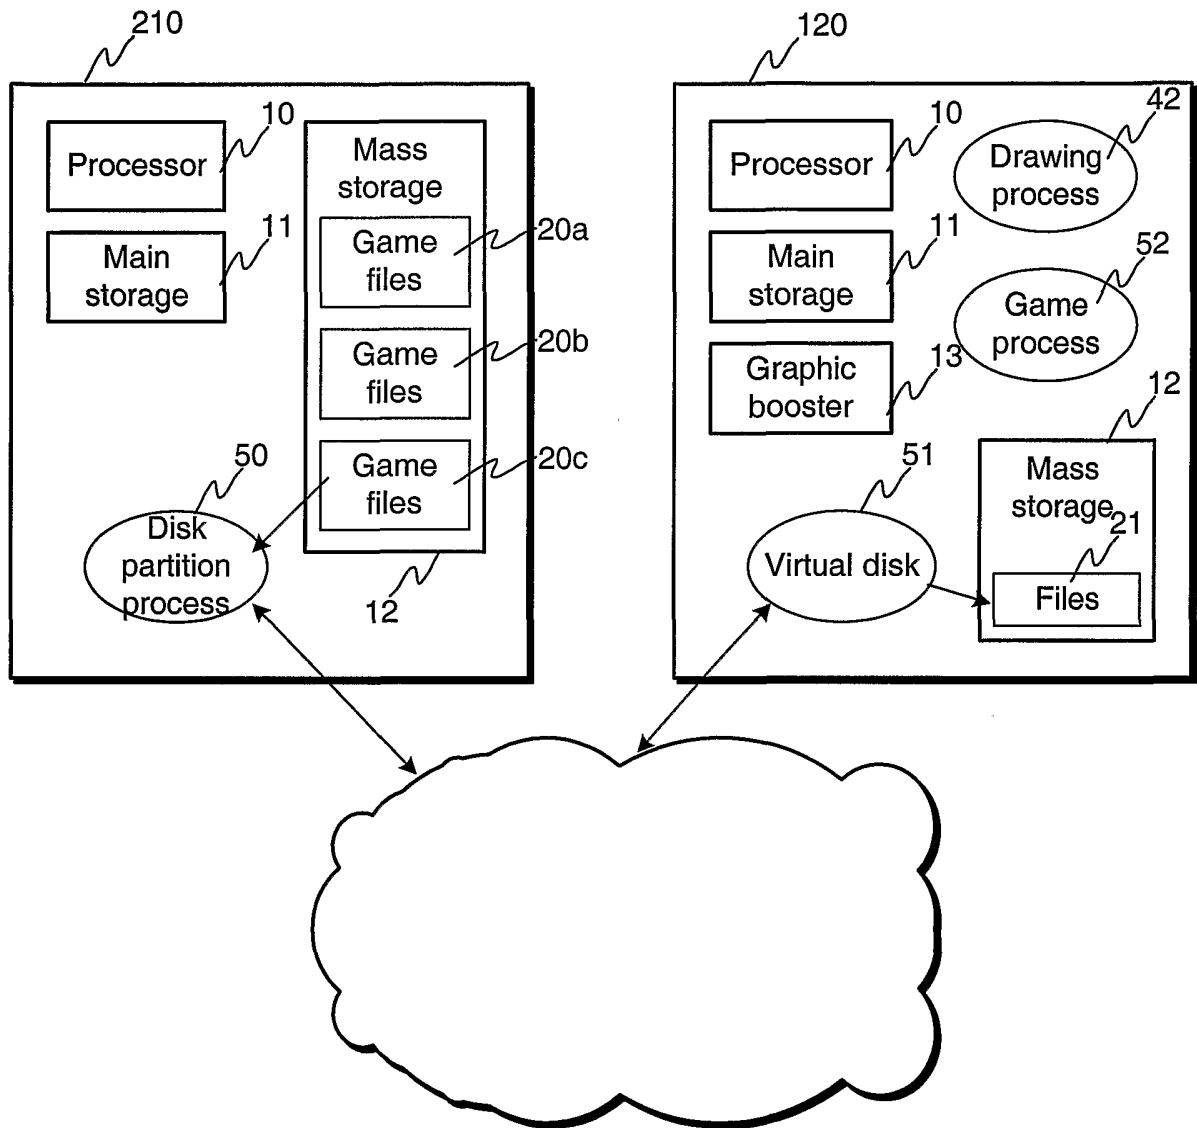 210
10
Processor
11
Main
storage
Mass
storage
20a
Game
files
20b
Game
files
20c
Game
files
12
50
Disk
partition
process
120
10
Processor
42
Drawing
process
11
Main
storage
52
Game
process
13
Graphic
booster
12
Mass
storage
21
Files
51
Virtual disk